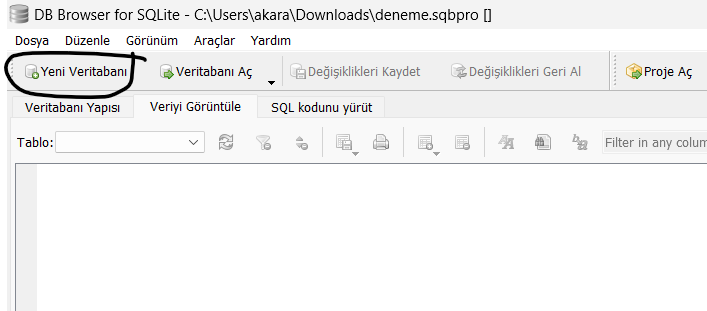 DB Browser for SQLite - C:\Users\akara\Downloads\deneme.sqbpro []
Dosya Düzenle Görünüm Araçlar Yardım
Yeni Veritabanı Veritabanı Aç Değişiklikleri Kaydet Değişiklikleri Geri Al Proje Aç
Veritabanı Yapısı Veriyi Görüntüle SQL kodunu yürüt
Tablo: Filter in any colum